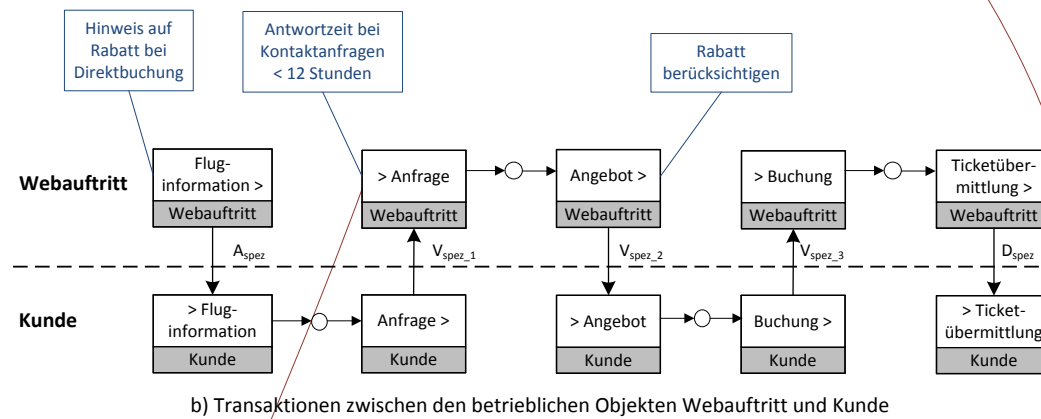 Hinweis auf
Rabatt bei
Direktbuchung
Antwortzeit bei
Kontaktanfragen
< 12 Stunden
Rabatt
berücksichtigen
Webauftritt
Flug-
information >
Webauftritt
> Anfrage
Webauftritt
Angebot >
Webauftritt
> Buchung
Webauftritt
Ticketüber-
mittlung >
Webauftritt
Aspez
Vspez_1
Vspez_2
Vspez_3
Dspez
Kunde
> Flug-
information
Kunde
Anfrage >
Kunde
> Angebot
Kunde
Buchung >
Kunde
> Ticket-
übermittlung
Kunde
b) Transaktionen zwischen den betrieblichen Objekten Webauftritt und Kunde